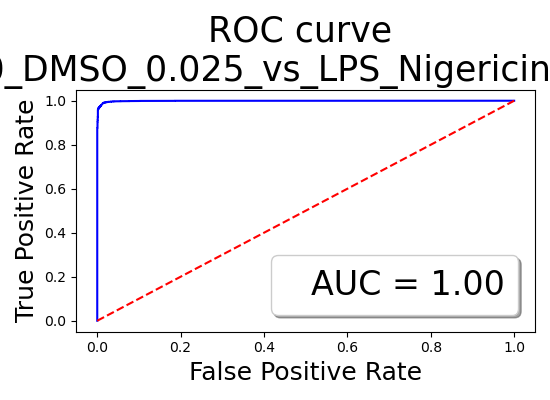 ROC curve
0_DMSO_0.025_vs_LPS_Nigericin
1.0
0.8
0.6
0.4
0.2
0.0
True Positive Rate
AUC = 1.00
0.0 0.2 0.4 0.6 0.8 1.0
False Positive Rate